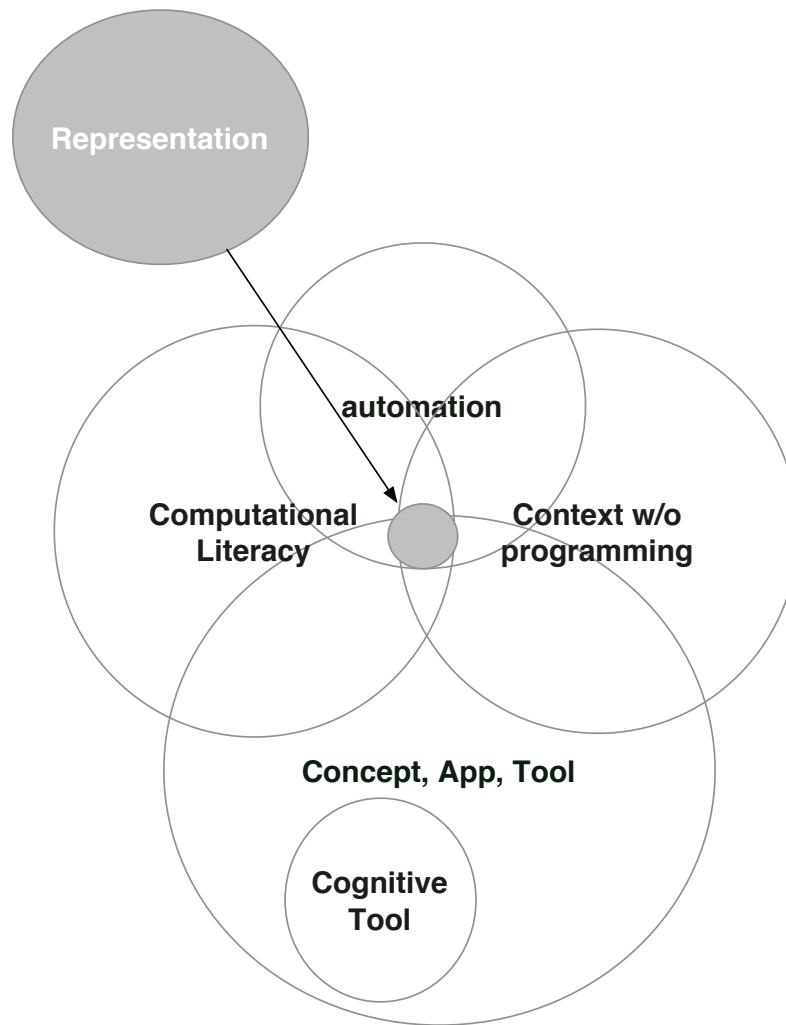 Representation
automation
Computational
Literacy
Context w/o
programming
Concept, App, Tool
Cognitive
Tool